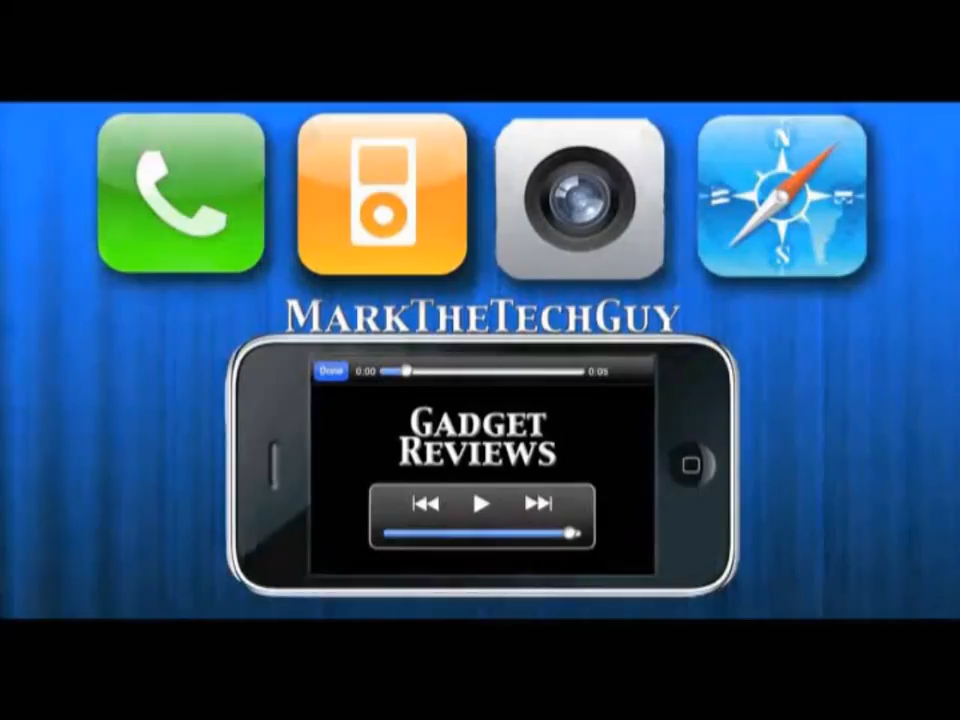 N
W E
S
MARKTHETECHGUY
Done 0:00 0:05
GADGET
REVIEWS